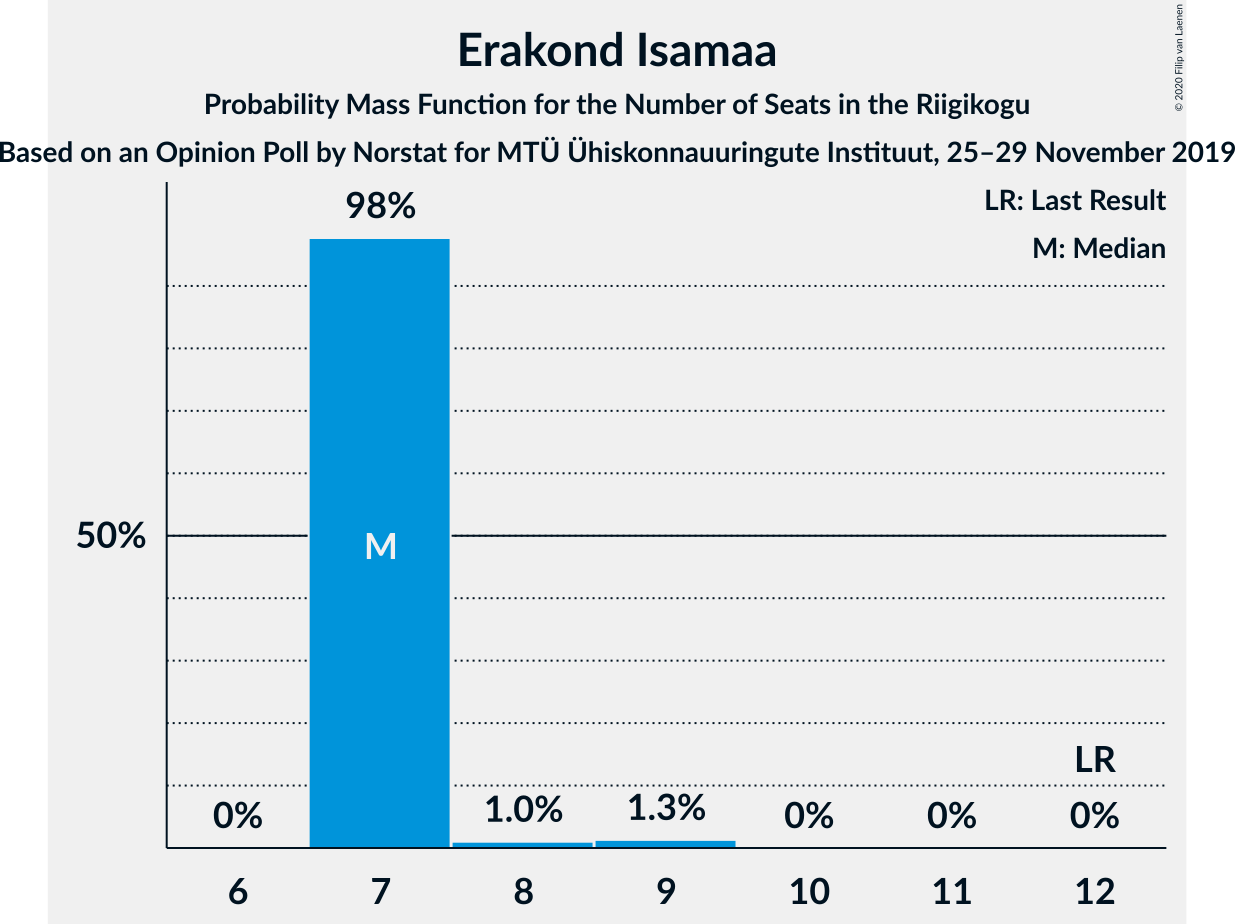 Erakond Isamaa
Probability Mass Function for the Number of Seats in the Riigikogu
Based on an Opinion Poll by Norstat for MTÜ Ühiskonnauuringute Instituut, 25–29 November 2019
© 2020 Filip van Laenen
LR: Last Result
M: Median
98%
50%
M
LR
0%
1.0%
1.3%
0%
0%
0%
6 7 8 9 10 11 12